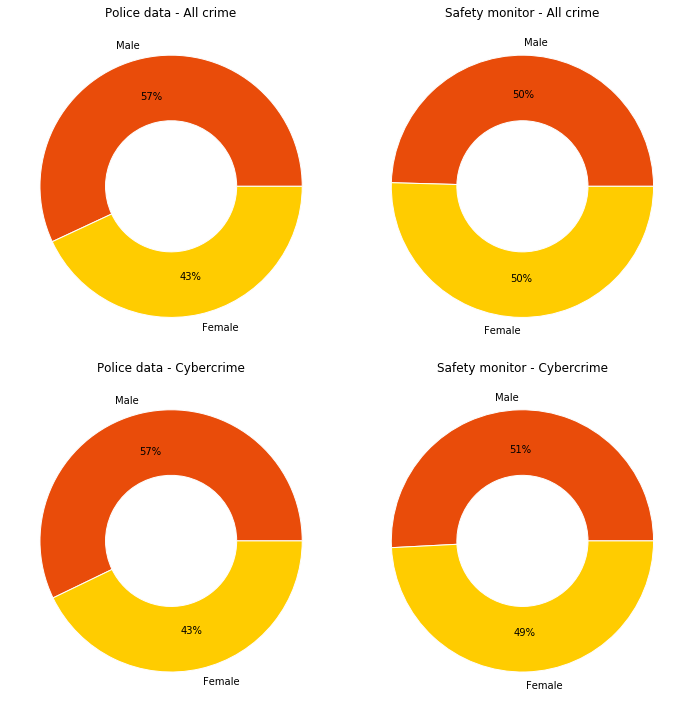 Police data - All crime
Male
57%
43%
Female
Safety monitor - All crime
Male
50%
50%
Female
Police data - Cybercrime
Male
57%
43%
Female
Safety monitor - Cybercrime
Male
51%
49%
Female